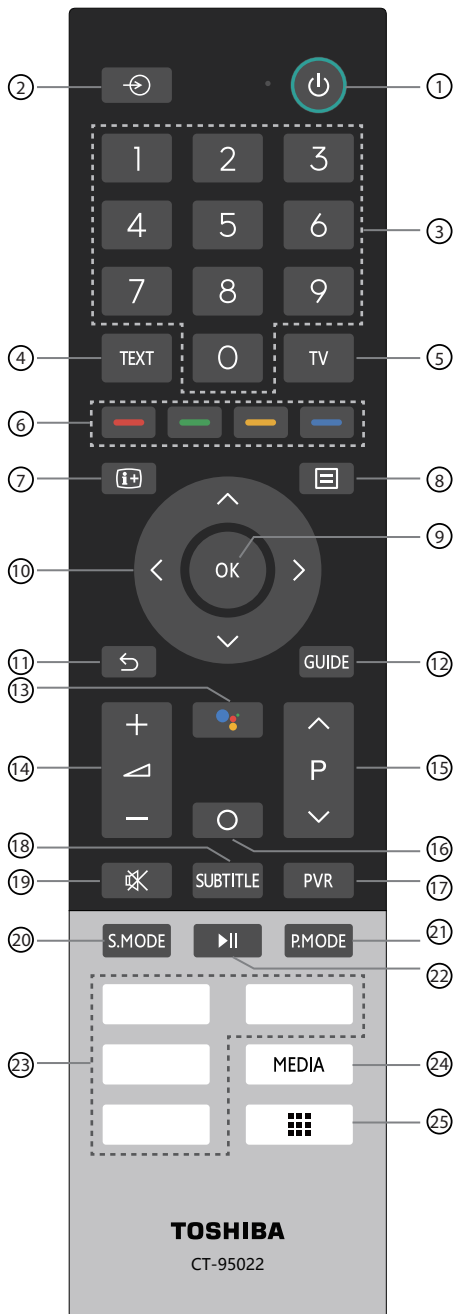 2 1
1 2 3
4 5 6 3
7 8 9
4 TEXT 0 TV 5
6
7 i+ 8
9
10 OK
11 GUIDE 12
13
14 P 15
16
18
19 SUBTITLE PVR 17
20 S.MODE P.MODE 21
22
23 MEDIA 24
25
TOSHIBA
CT-95022